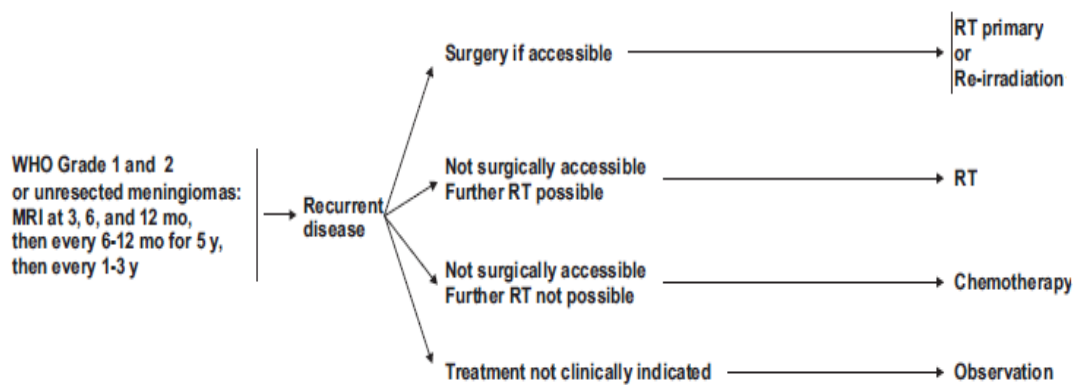 WHO Grade 1 and 2
or unresected meningiomas:
MRI at 3, 6, and 12 mo,
then every 6-12 mo for 5 y,
then every 1-3 y
Recurrent
disease
Surgery if accessible
RT primary
or
Re-irradiation
Not surgically accessible
Further RT possible
RT
Not surgically accessible
Further RT not possible
Chemotherapy
Treatment not clinically indicated
Observation